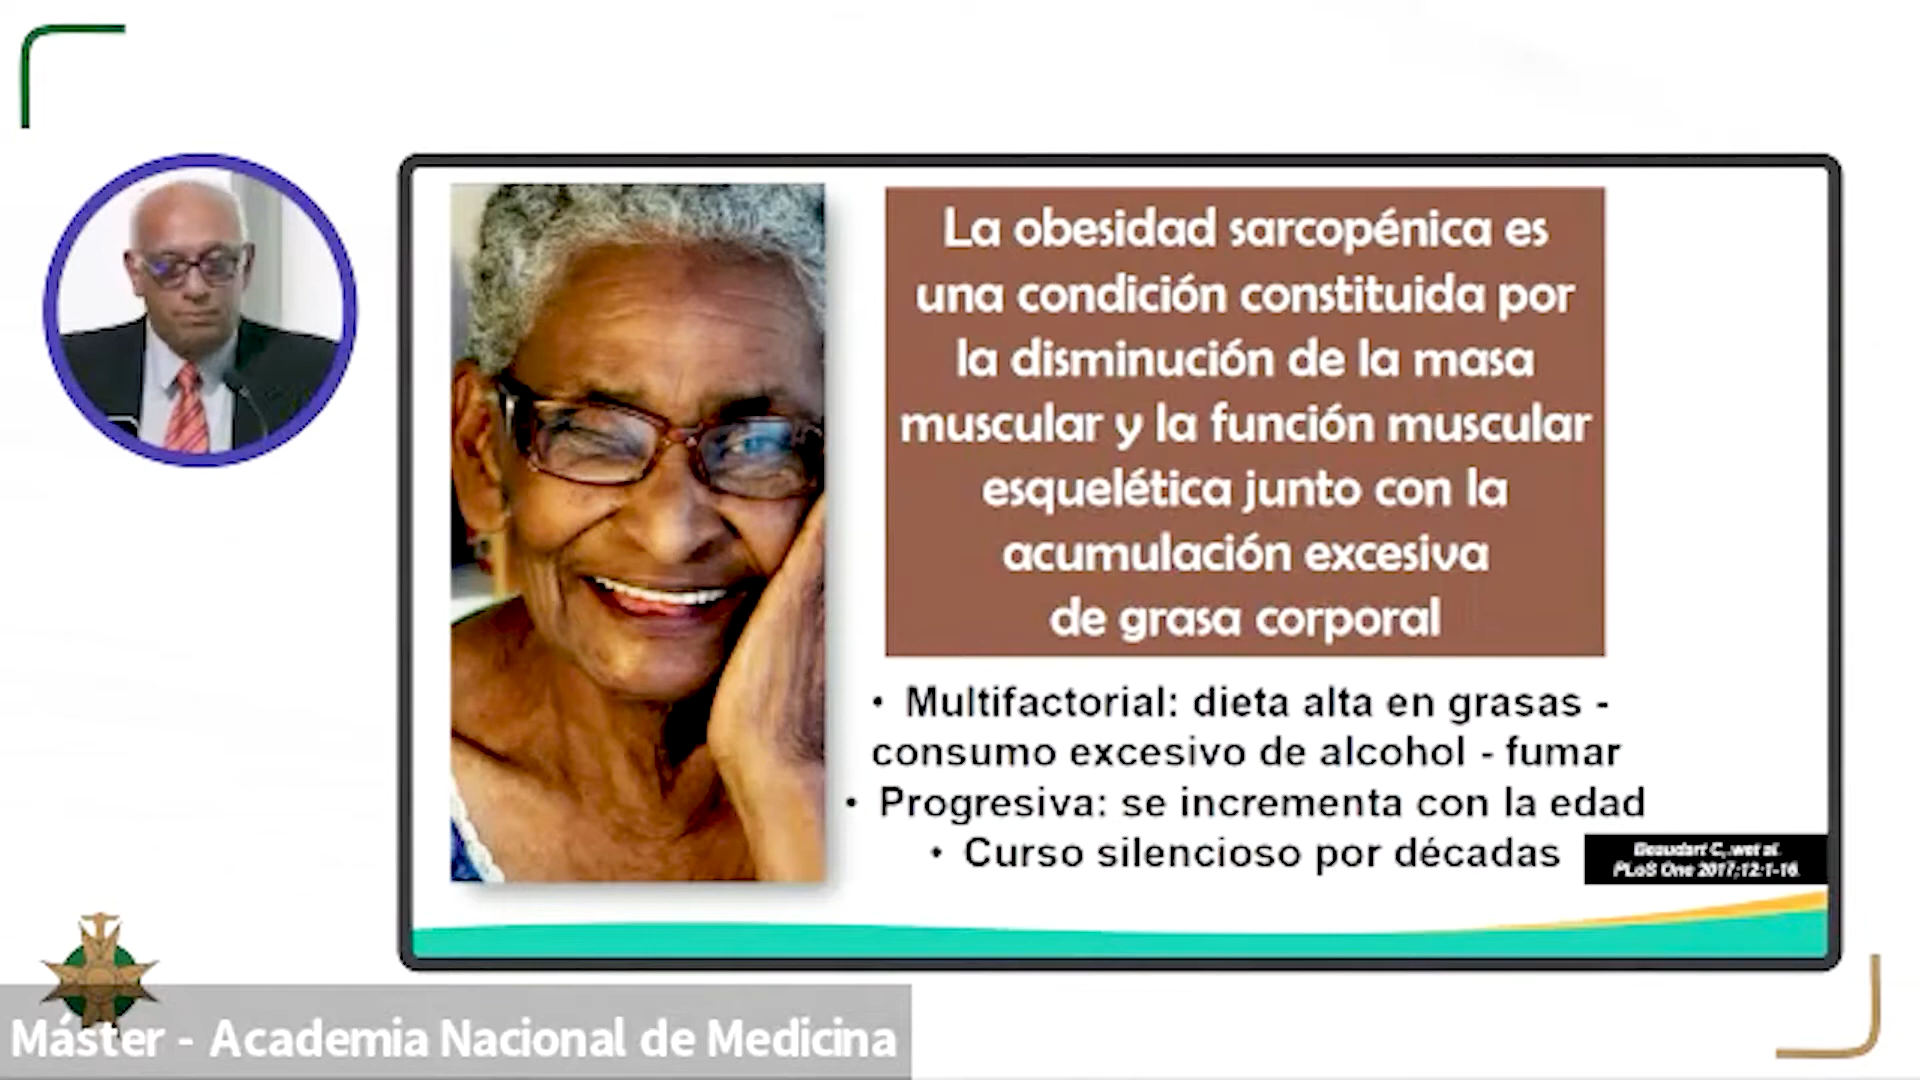 La obesidad sarcopénica es
una condición constituida por
la disminución de la masa
muscular y la función muscular
esquelética junto con la
acumulación excesiva
de grasa corporal
• Multifactorial: dieta alta en grasas -
consumo excesivo de alcohol - fumar
• Progresiva: se incrementa con la edad
• Curso silencioso por décadas
Beaudart C,
PLoS One 2017;12:1-16.
Máster - Academia Nacional de Medicina